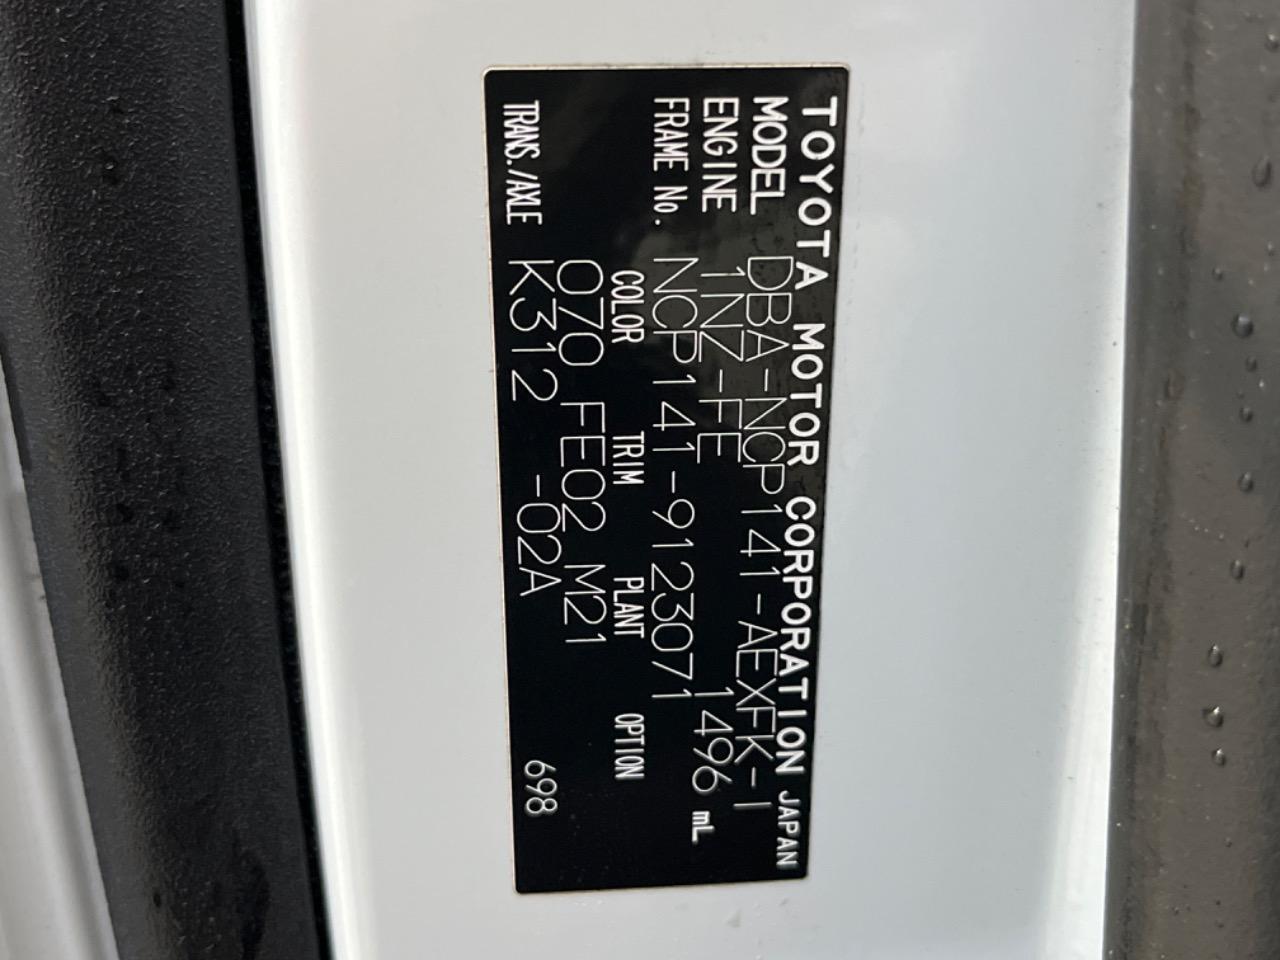 TOYOTA MOTOR CORPORATION JAPAN
MODEL DBA-NCP141-AEXFK-I
ENGINE 1NZ-FE 1496 mL
FRAME No. NCP141-9123071
COLOR TRIM PLANT OPTION
070 FE02 M21
TRANS./AXLE K312 -02A 698